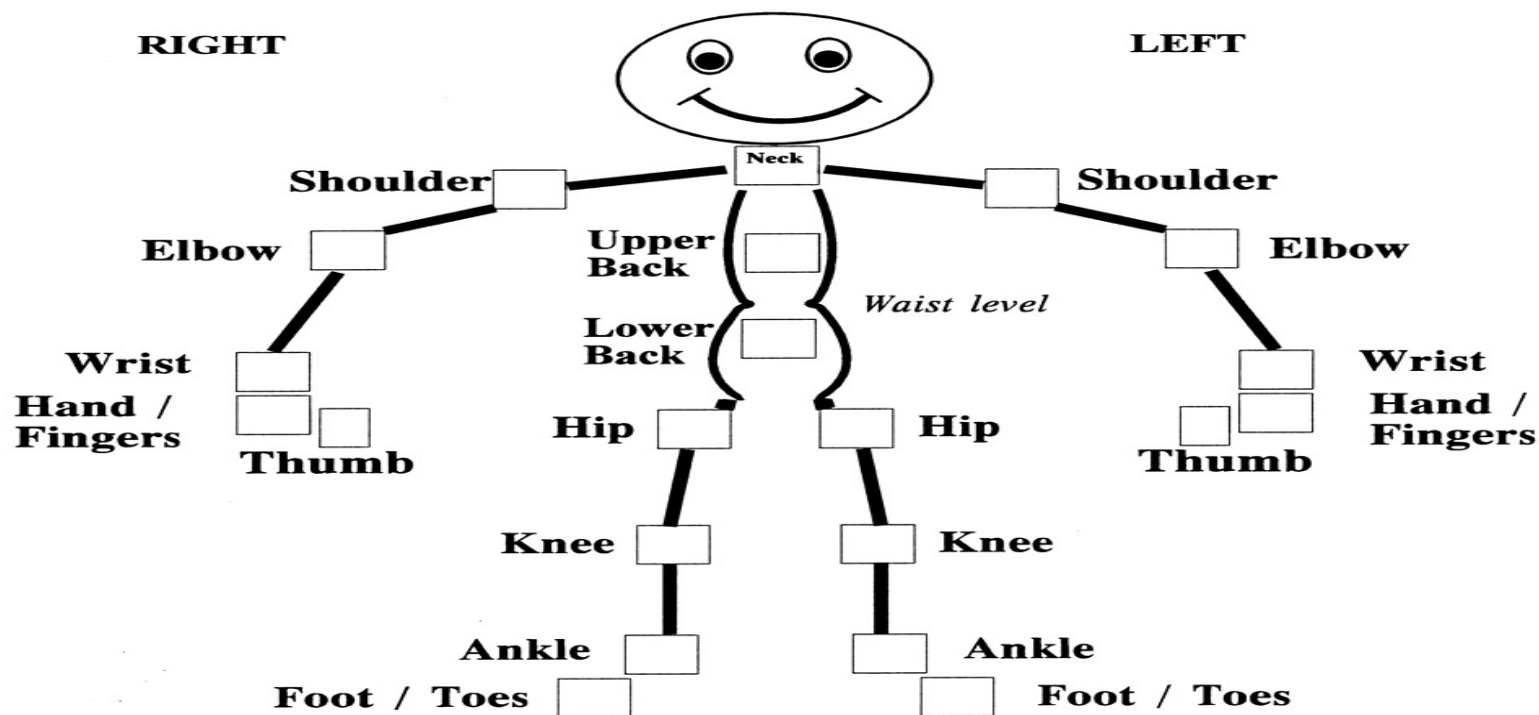 RIGHT
LEFT
Neck
Shoulder
Shoulder
Elbow
Upper
Back
Elbow
Waist level
Lower
Back
Wrist
Wrist
Hand /
Fingers
Hand /
Fingers
Hip
Hip
Thumb
Thumb
Knee
Knee
Ankle
Ankle
Foot / Toes
Foot / Toes